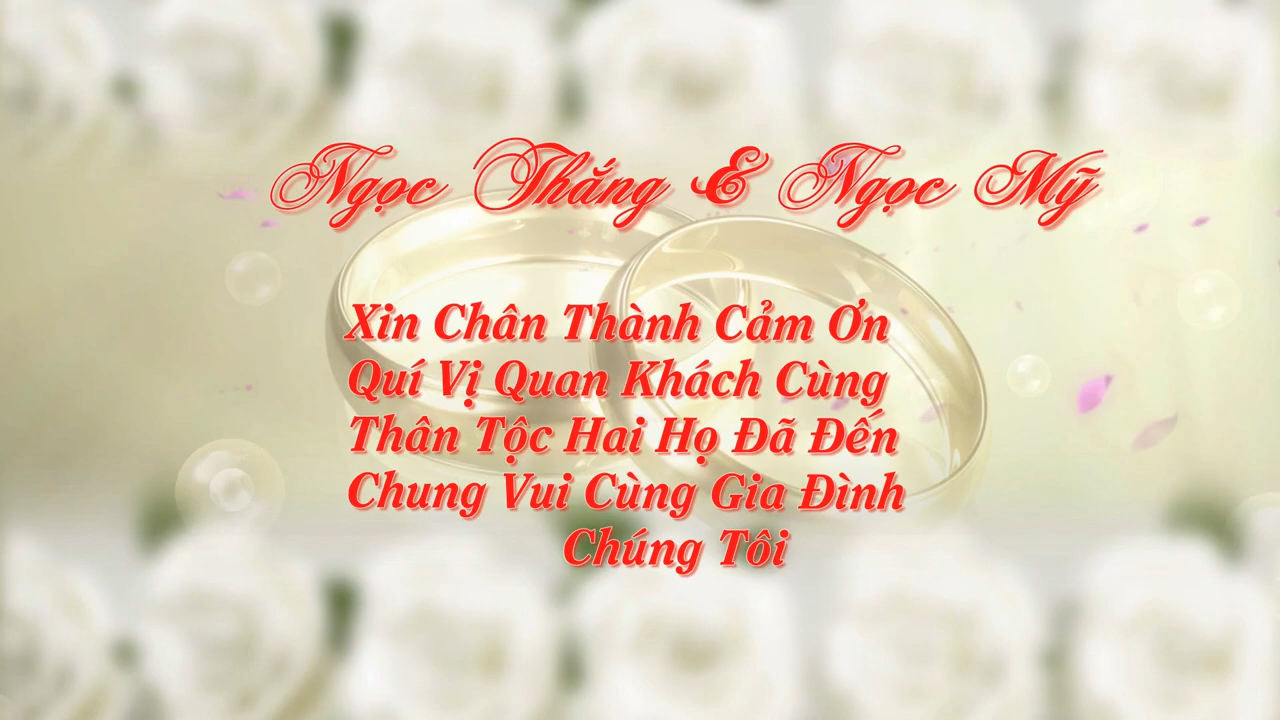 Ngọc Thắng & Ngọc Mỹ
Xin Chân Thành Cảm Ơn
Quí Vị Quan Khách Cùng
Thân Tộc Hai Họ Đã Đến
Chung Vui Cùng Gia Đình
Chúng Tôi